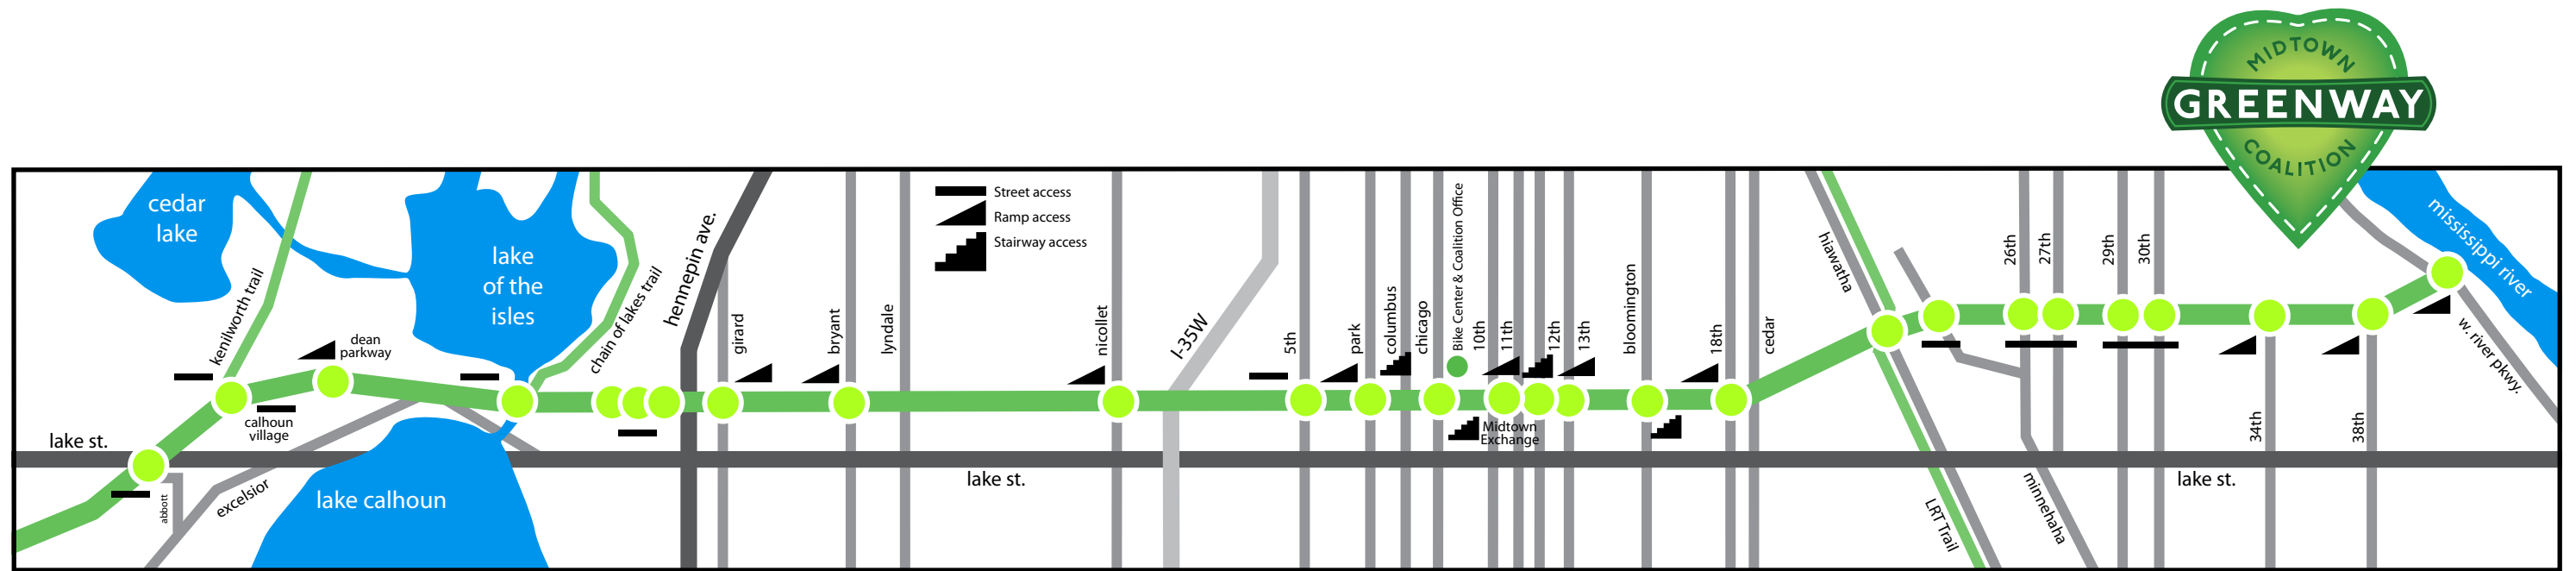 MIDTOWN
GREENWAY
COALITION
cedar
lake
kenilworth trail
lake
of the
isles
chain of lakes trail
hennepin ave.
dean
parkway
calhoun
village
lake st.
abbott
excelsior
lake calhoun
girard
bryant
lyndale
Street access
Ramp access
Stairway access
nicollet
I-35W
lake st.
5th
park
columbus
chicago
Bike Center & Coalition Office
10th
11th
12th
13th
Midtown
Exchange
bloomington
18th
cedar
hiawatha
LRT Trail
26th
27th
29th
30th
minnehaha
34th
38th
lake st.
mississippi river
w. river pkwy.